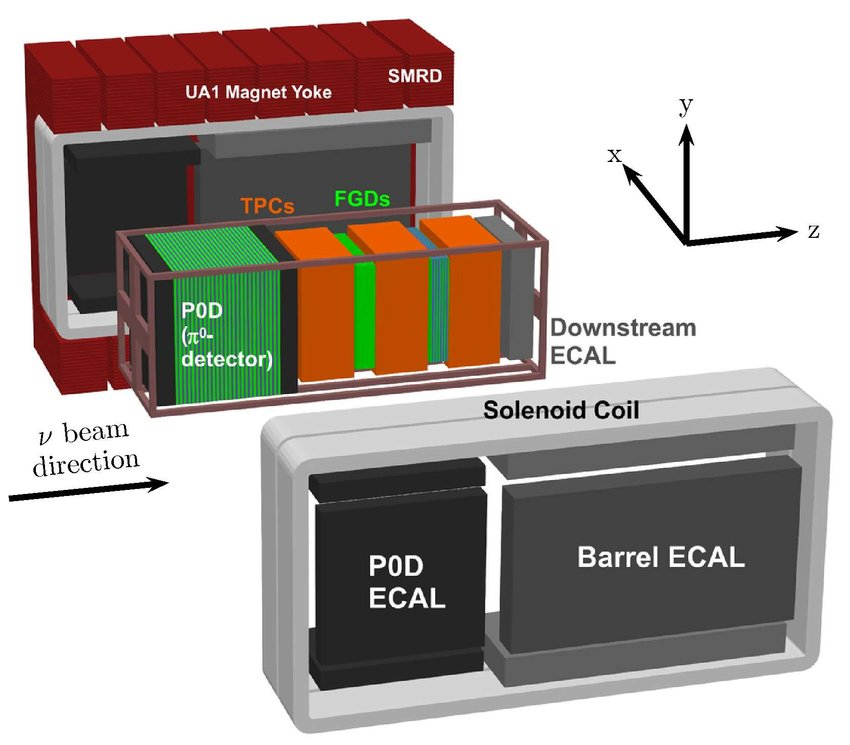 SMRD
UA1 Magnet Yoke
y
x
z
TPCs
FGDs
P0D
(π⁰-
detector)
Downstream
ECAL
Solenoid Coil
ν beam
direction
P0D
ECAL
Barrel ECAL